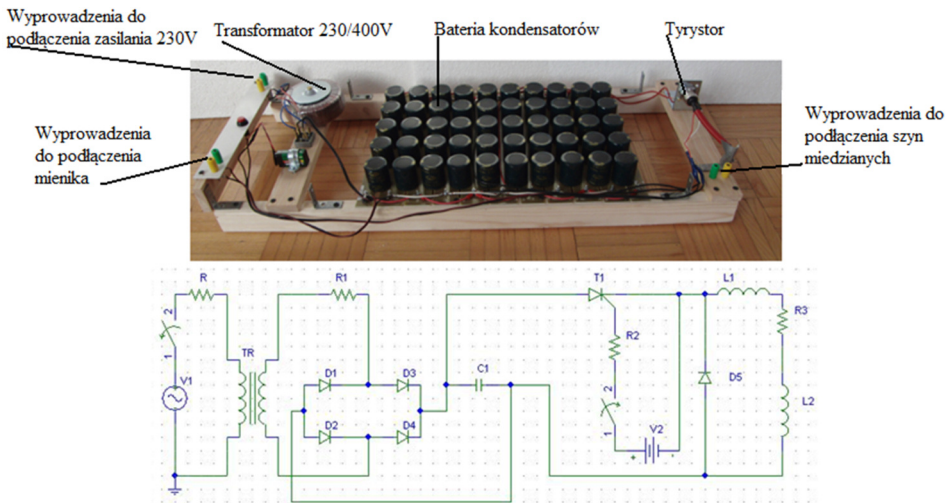 Wyprowadzenia do
podłączenia zasilania 230V
Transformator 230/400V
Bateria kondensatorów
Tyrystor
Wyprowadzenia
do podłączenia
mienika
Wyprowadzenia do
podłączenia szyn
miedzianych
R
R1
T1
L1
2
R3
R2
TR
1
V1
D1
D3
C1
D5
L2
2
D2
D4
1
V2
+
-